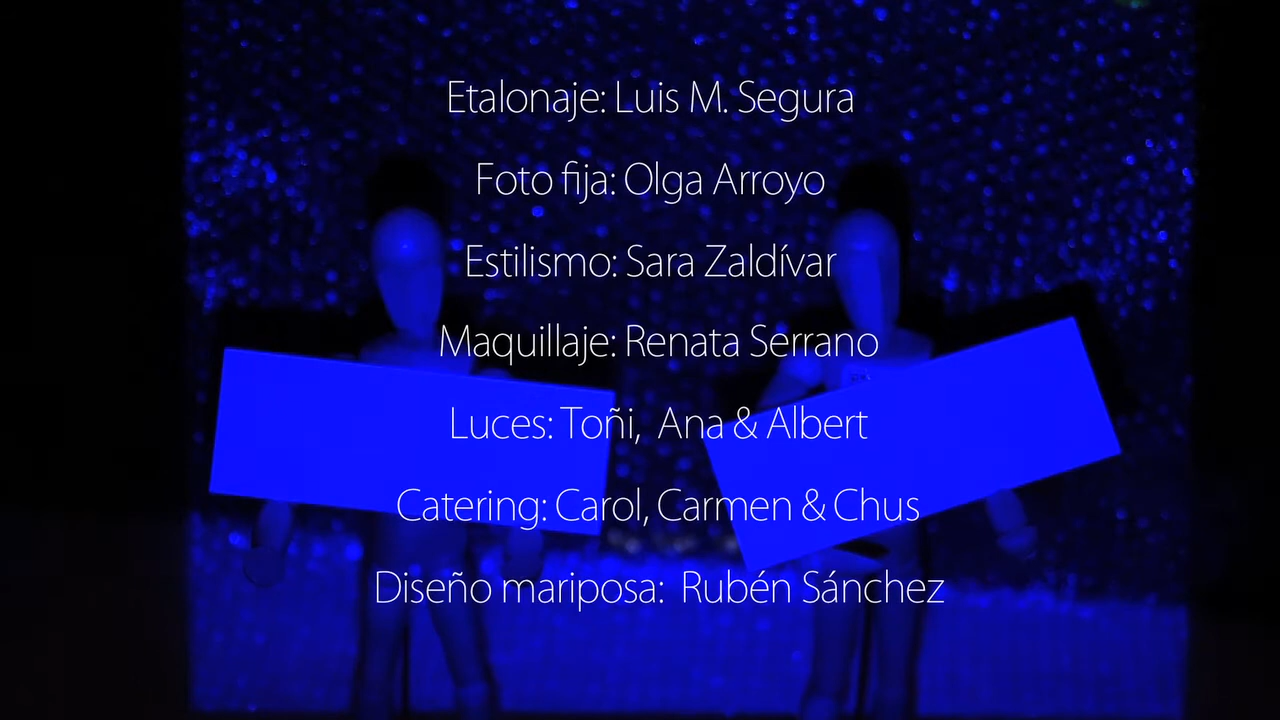 Etalonaje: Luis M. Segura
Foto fija: Olga Arroyo
Estilismo: Sara Zaldívar
Maquillaje: Renata Serrano
Luces: Toñi, Ana & Albert
Catering: Carol, Carmen & Chus
Diseño mariposa: Rubén Sánchez